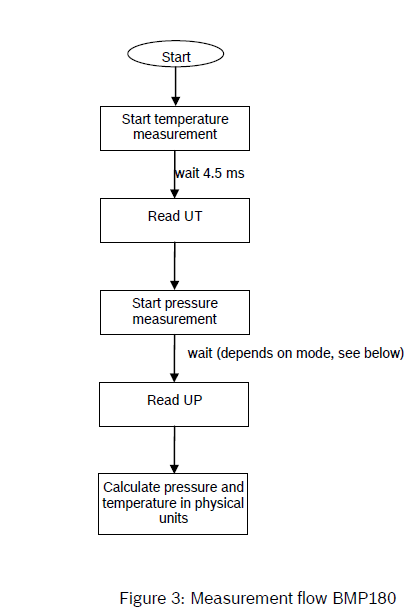 Start
Start temperature
measurement
wait 4.5 ms
Read UT
Start pressure
measurement
wait (depends on mode, see below)
Read UP
Calculate pressure and
temperature in physical
units
Figure 3: Measurement flow BMP180